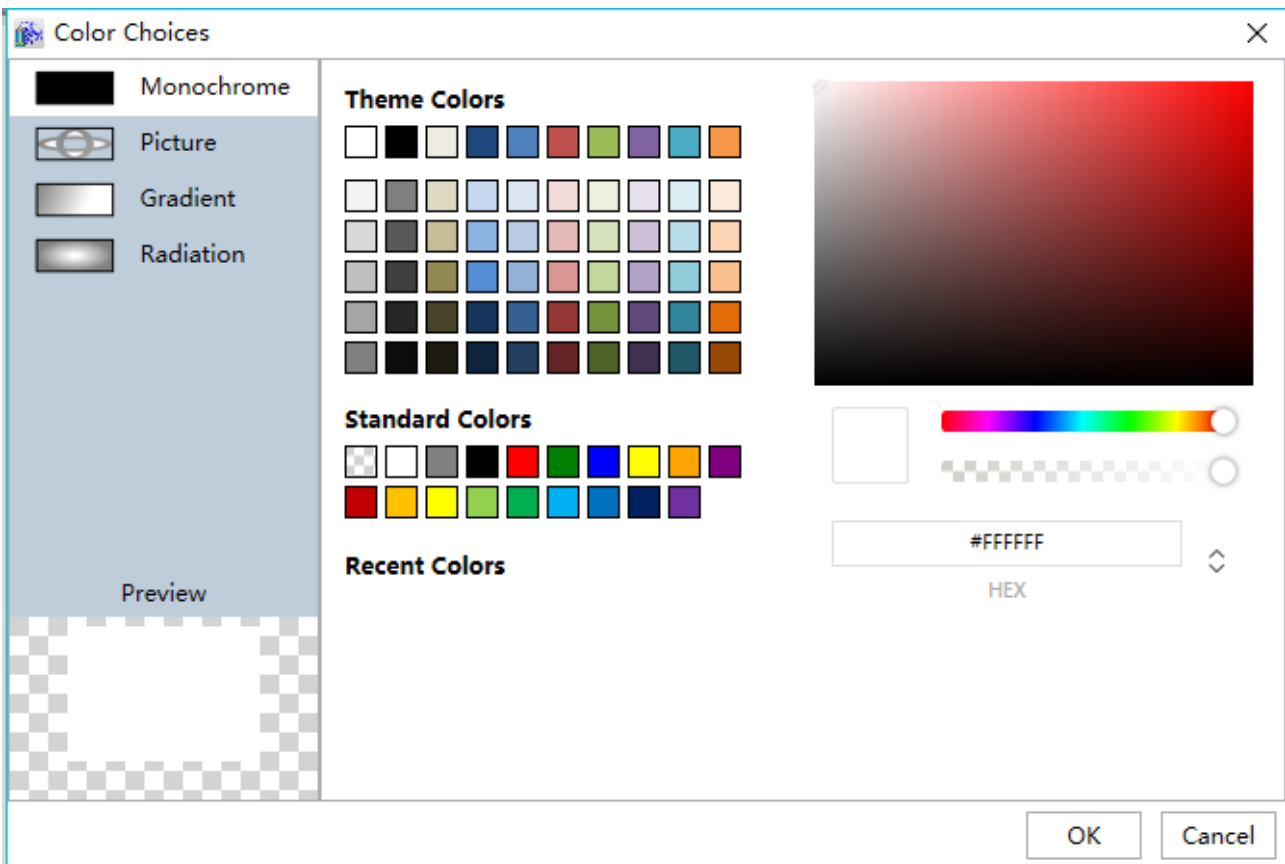 Color Choices
Monochrome
Picture
Gradient
Radiation
Preview
Theme Colors
Standard Colors
Recent Colors
#FFFFFF
HEX
OK
Cancel